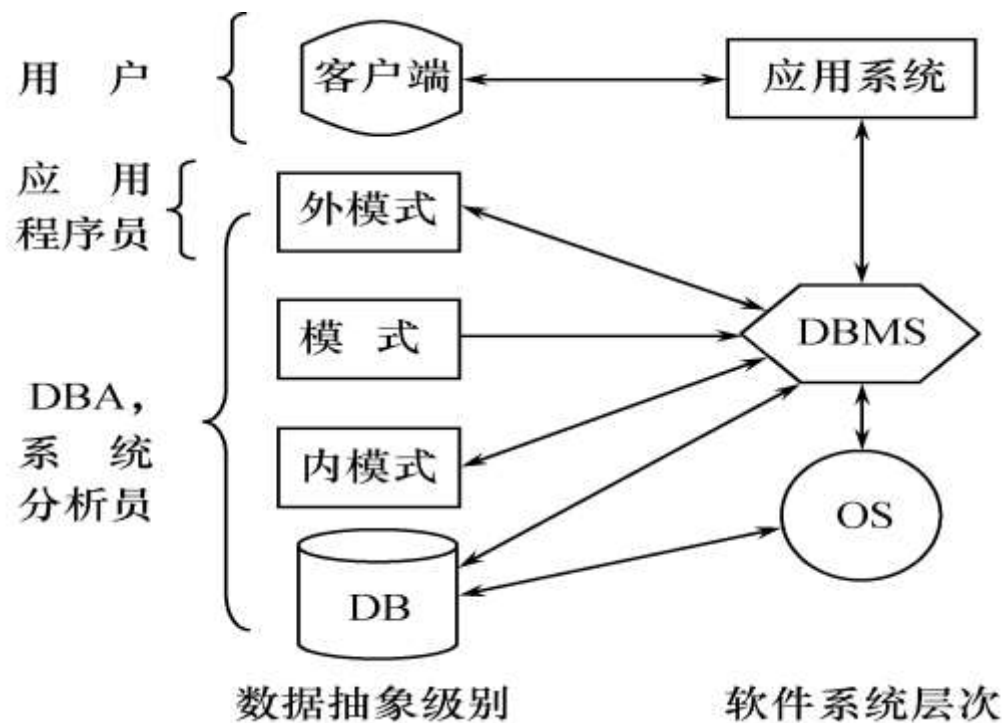 用 户
客户端
应用系统
应 用
程序员
外模式
模 式
DBMS
DBA，
系 统
分析员
内模式
OS
DB
数据抽象级别
软件系统层次